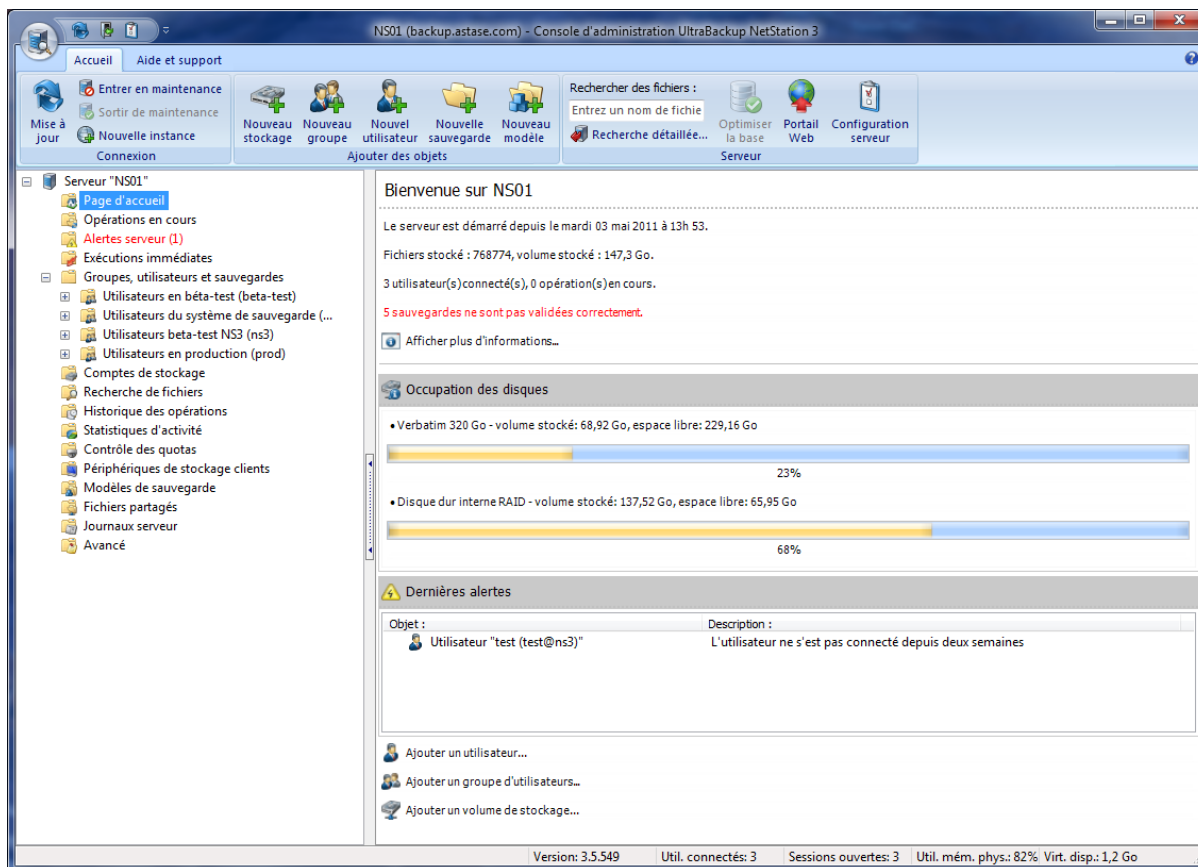 NS01 (backup.astase.com) - Console d'administration UltraBackup NetStation 3
Accueil
Aide et support
Mise à jour
Entrer en maintenance
Sortir de maintenance
Nouvelle instance
Connexion
Nouveau stockage
Nouveau groupe
Nouvel utilisateur
Nouvelle sauvegarde
Nouveau modèle
Ajouter des objets
Rechercher des fichiers :
Entrez un nom de fichie
Recherche détaillée...
Optimiser la base
Portail Web
Configuration serveur
Serveur
Serveur "NS01"
Page d'accueil
Opérations en cours
Alertes serveur (1)
Exécutions immédiates
Groupes, utilisateurs et sauvegardes
Utilisateurs en béta-test (beta-test)
Utilisateurs du système de sauvegarde (...
Utilisateurs beta-test NS3 (ns3)
Utilisateurs en production (prod)
Comptes de stockage
Recherche de fichiers
Historique des opérations
Statistiques d'activité
Contrôle des quotas
Périphériques de stockage clients
Modèles de sauvegarde
Fichiers partagés
Journaux serveur
Avancé
Bienvenue sur NS01
Le serveur est démarré depuis le mardi 03 mai 2011 à 13h 53.
Fichiers stocké : 768774, volume stocké : 147,3 Go.
3 utilisateur(s) connecté(s), 0 opération(s) en cours.
5 sauvegardes ne sont pas validées correctement.
Afficher plus d'informations...
Occupation des disques
• Verbatim 320 Go - volume stocké: 68,92 Go, espace libre: 229,16 Go
23%
• Disque dur interne RAID - volume stocké: 137,52 Go, espace libre: 65,95 Go
68%
Dernières alertes
Objet :
Description :
Utilisateur "test (test@ns3)"
L'utilisateur ne s'est pas connecté depuis deux semaines
Ajouter un utilisateur...
Ajouter un groupe d'utilisateurs...
Ajouter un volume de stockage...
Version: 3.5.549
Util. connectés: 3
Sessions ouvertes: 3
Util. mém. phys.: 82%
Virt. disp.: 1,2 Go